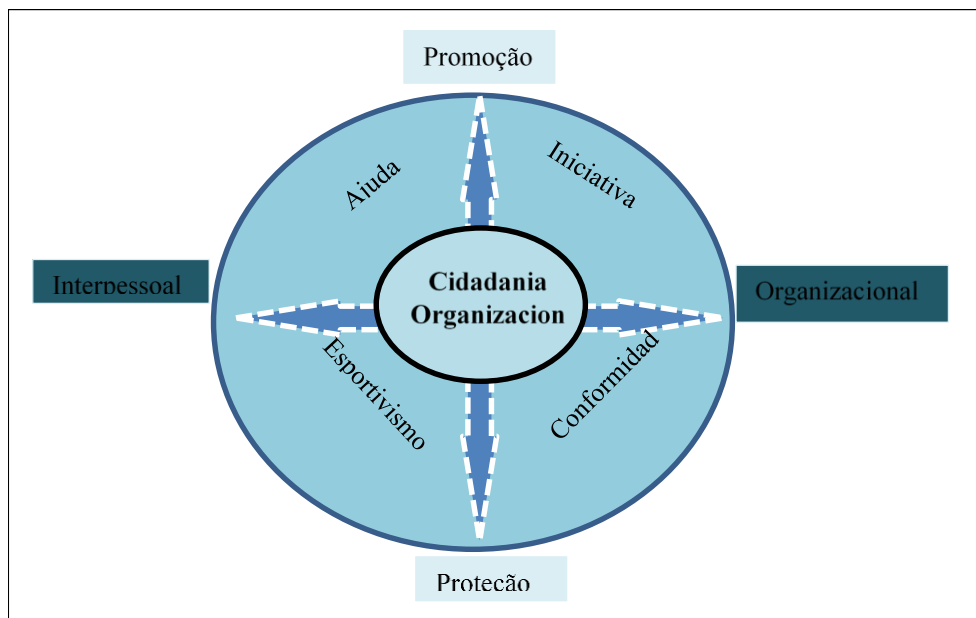 Promoção
Ajuda
Iniciativa
Interpessoal
Cidadania
Organizacion
Organizacional
Esportivismo
Conformidad
Proteção